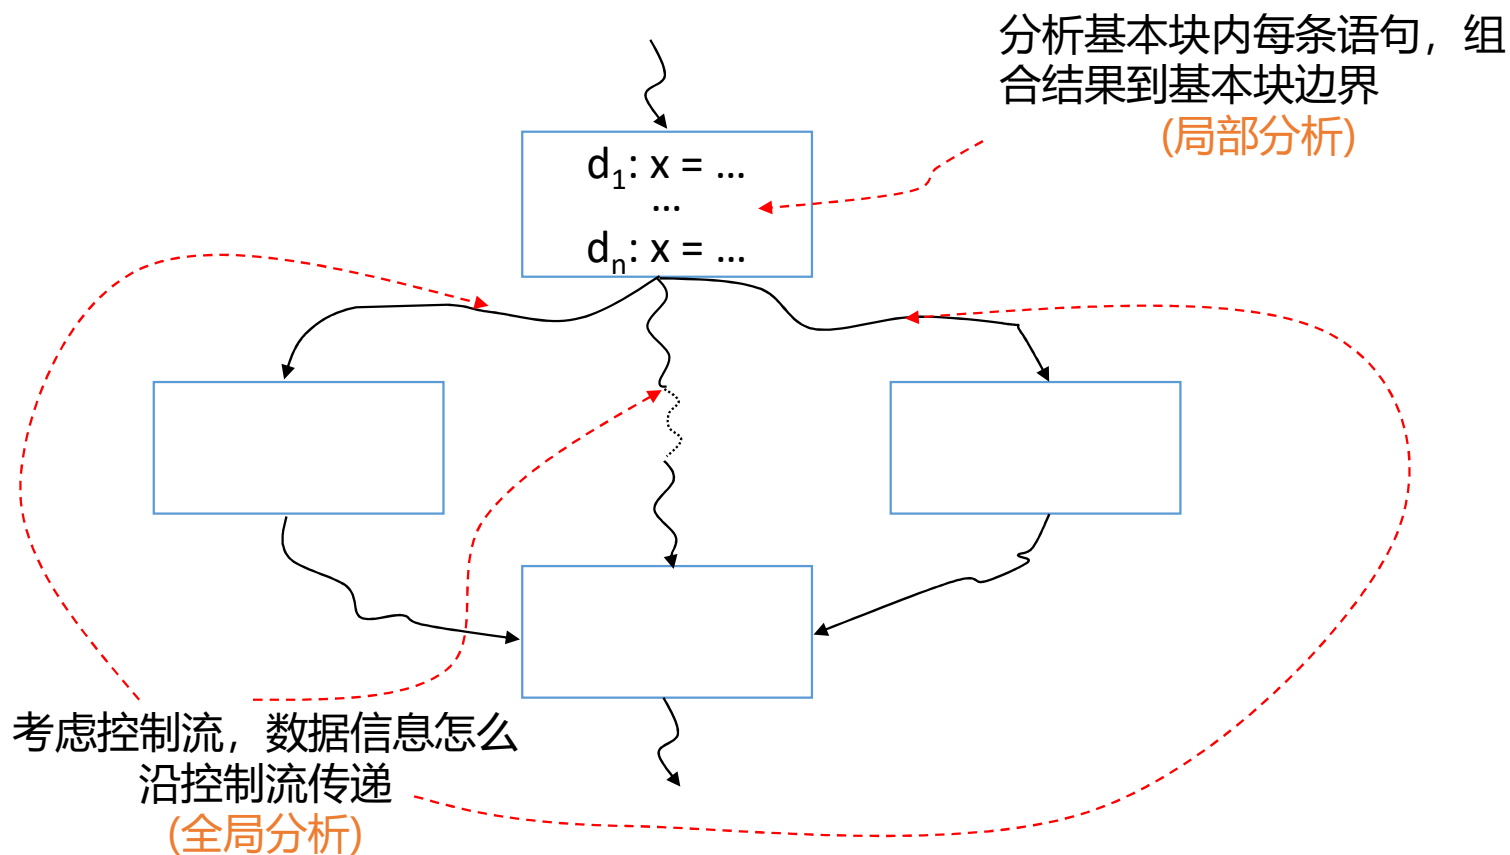 分析基本块内每条语句，组
合结果到基本块边界
(局部分析)
d₁: x = …
…
dₙ: x = …
考虑控制流，数据信息怎么
沿控制流传递
(全局分析)